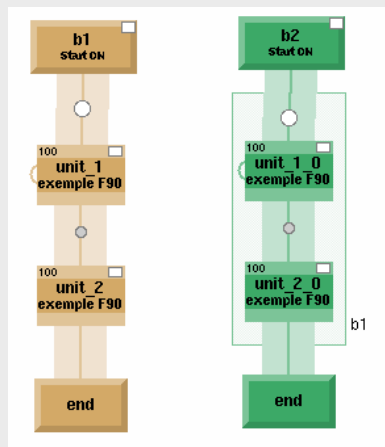 b1
Start ON
100
unit_1
exemple F90
100
unit_2
exemple F90
end
b2
Start ON
100
unit_1_0
exemple F90
100
unit_2_0
exemple F90
b1
end